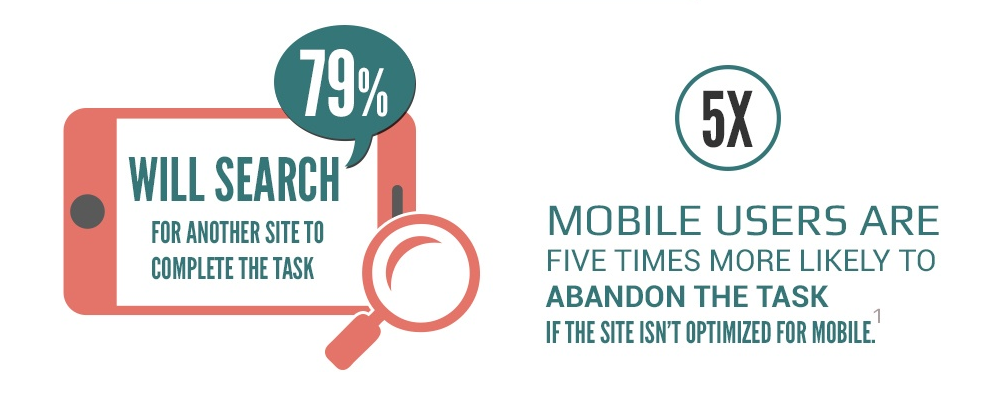 79%
WILL SEARCH
FOR ANOTHER SITE TO
COMPLETE THE TASK
5X
MOBILE USERS ARE
FIVE TIMES MORE LIKELY TO
ABANDON THE TASK
IF THE SITE ISN'T OPTIMIZED FOR MOBILE.1